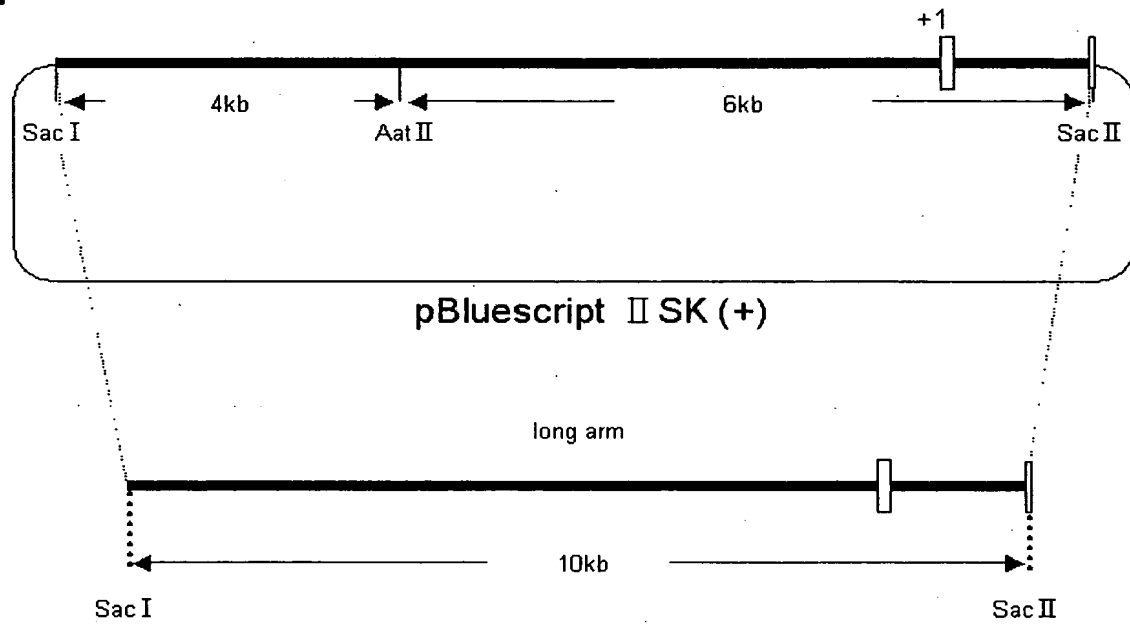 +1
4kb
6kb
Sac Ⅰ
Aat Ⅱ
Sac Ⅱ
pBluescript Ⅱ SK (+)
long arm
10kb
Sac Ⅰ
Sac Ⅱ